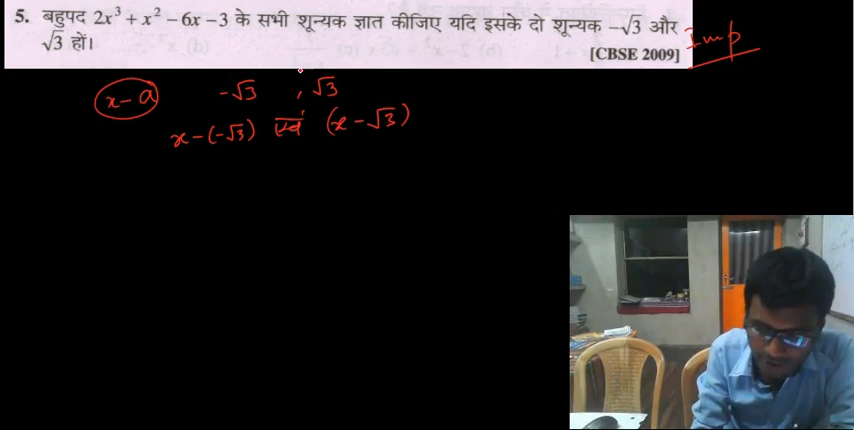 5. बहुपद 2x³ + x² − 6x − 3 के सभी शून्यक ज्ञात कीजिए यदि इसके दो शून्यक −√3 और
√3 हों।
[CBSE 2009]
Imp
x − a
−√3 , √3
x − (−√3) एवं (x − √3)